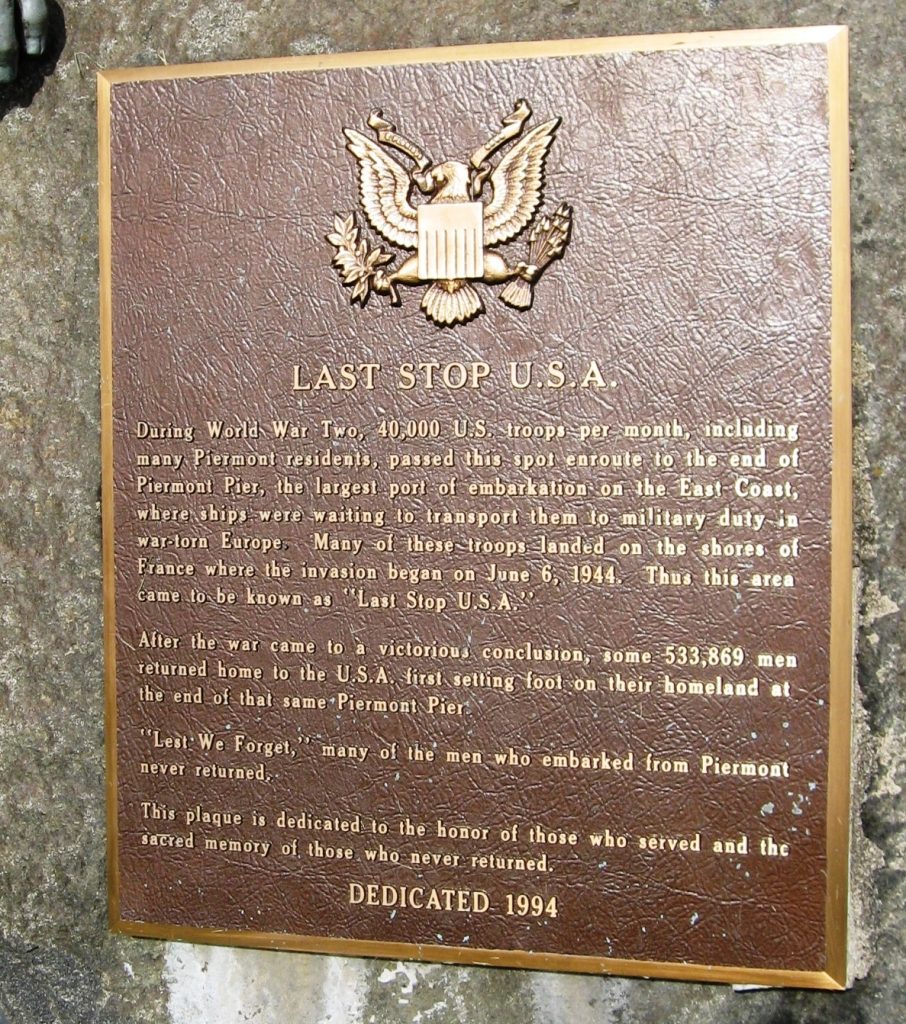 LAST STOP U.S.A.
During World War Two, 40,000 U.S. troops per month, including
many Piermont residents, passed this spot enroute to the end of
Piermont Pier, the largest port of embarkation on the East Coast,
where ships were waiting to transport them to military duty in
war-torn Europe. Many of these troops landed on the shores of
France where the invasion began on June 6, 1944. Thus this area
came to be known as "Last Stop U.S.A."
After the war came to a victorious conclusion, some 533,869 men
returned home to the U.S.A. first setting foot on their homeland at
the end of that same Piermont Pier.
"Lest We Forget," many of the men who embarked from Piermont
never returned.
This plaque is dedicated to the honor of those who served and the
sacred memory of those who never returned.
DEDICATED 1994